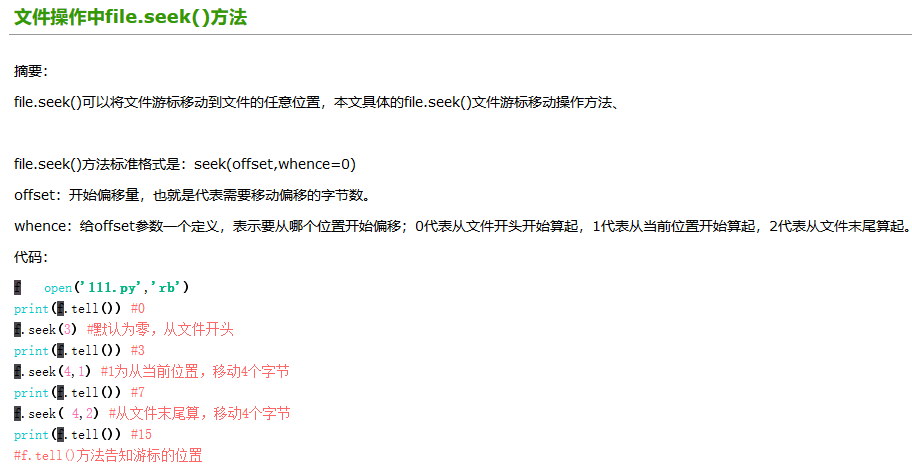 文件操作中file.seek()方法
摘要：
file.seek()可以将文件游标移动到文件的任意位置，本文具体的file.seek()文件游标移动操作方法、
file.seek()方法标准格式是：seek(offset,whence=0)
offset：开始偏移量，也就是代表需要移动偏移的字节数。
whence：给offset参数一个定义，表示要从哪个位置开始偏移；0代表从文件开头开始算起，1代表从当前位置开始算起，2代表从文件末尾算起。
代码：
f open('111.py','rb')
print(f.tell()) #0
f.seek(3) #默认为零，从文件开头
print(f.tell()) #3
f.seek(4,1) #1为从当前位置，移动4个字节
print(f.tell()) #7
f.seek( 4,2) #从文件末尾算，移动4个字节
print(f.tell()) #15
#f.tell()方法告知游标的位置